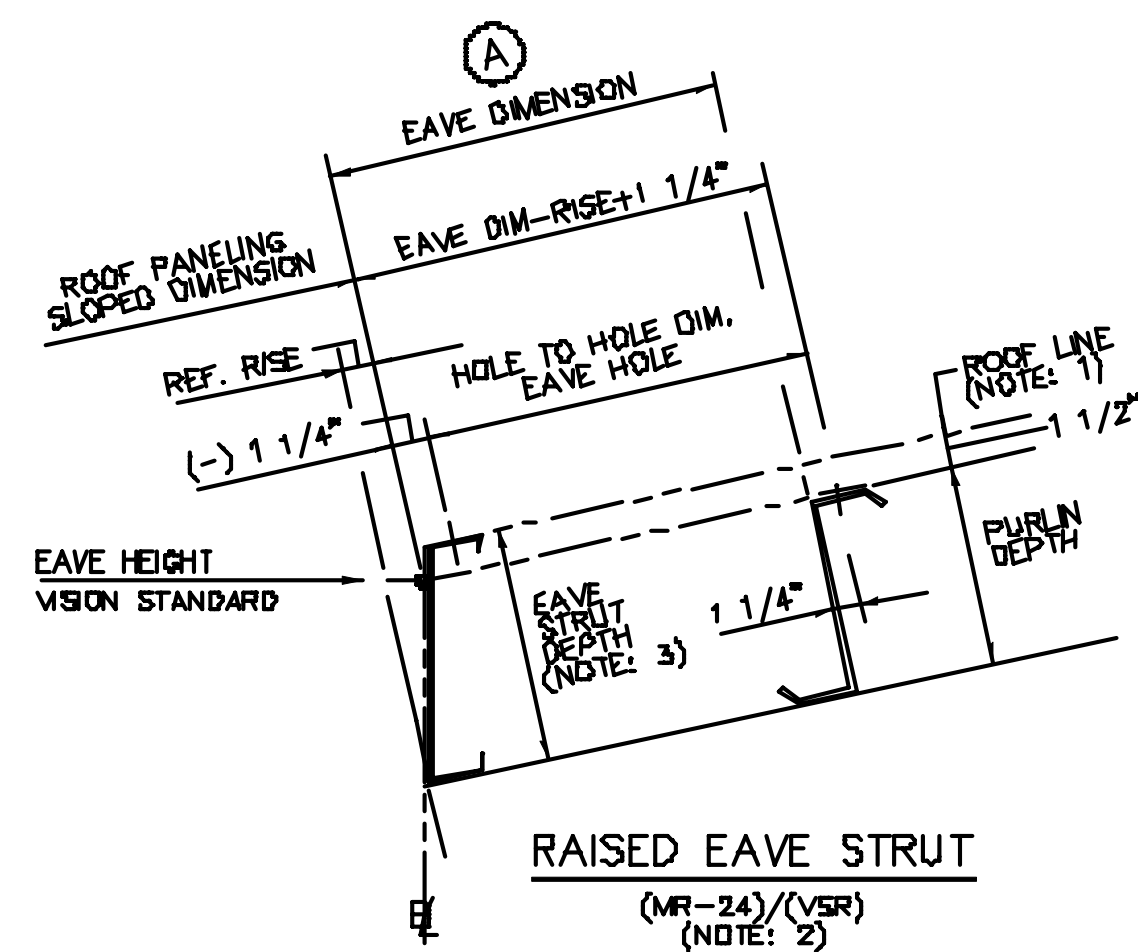 A
EAVE DIMENSION
EAVE DIM-RISE+1 1/4"
ROOF PANELING
SLOPED DIMENSION
REF. RISE
HOLE TO HOLE DIM.
EAVE HOLE
(-) 1 1/4"
ROOF LINE
(NOTE: 1)
1 1/2"
EAVE HEIGHT
VISION STANDARD
EAVE
STRUT
DEPTH
(NOTE: 3)
1 1/4"
PURLIN
DEPTH
RAISED EAVE STRUT
(MR-24)/(VSR)
(NOTE: 2)